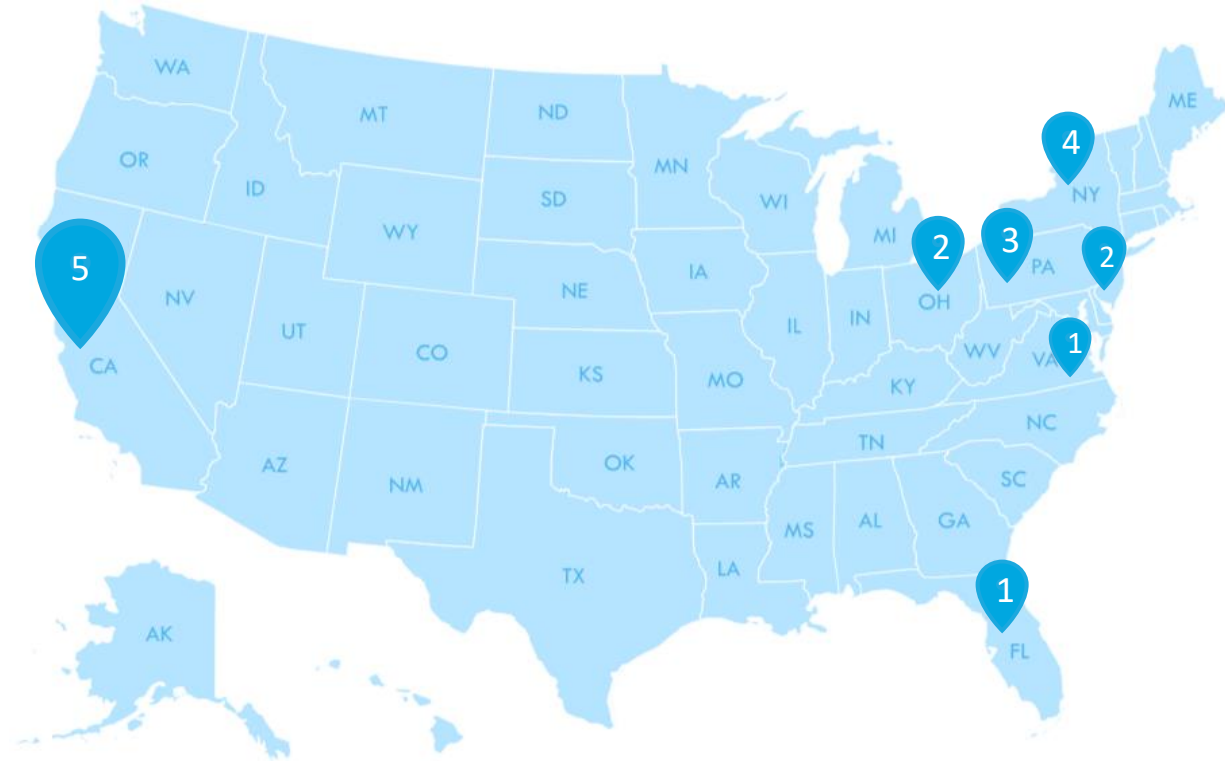 WA
MT
ND
ME
OR
ID
MN
4
SD
WI
NY
WY
MI
5
2
3
2
IA
PA
NV
NE
OH
UT
IL
IN
CO
WV
1
VA
CA
KS
MO
KY
NC
TN
AZ
OK
NM
AR
SC
MS
AL
GA
TX
LA
1
AK
FL